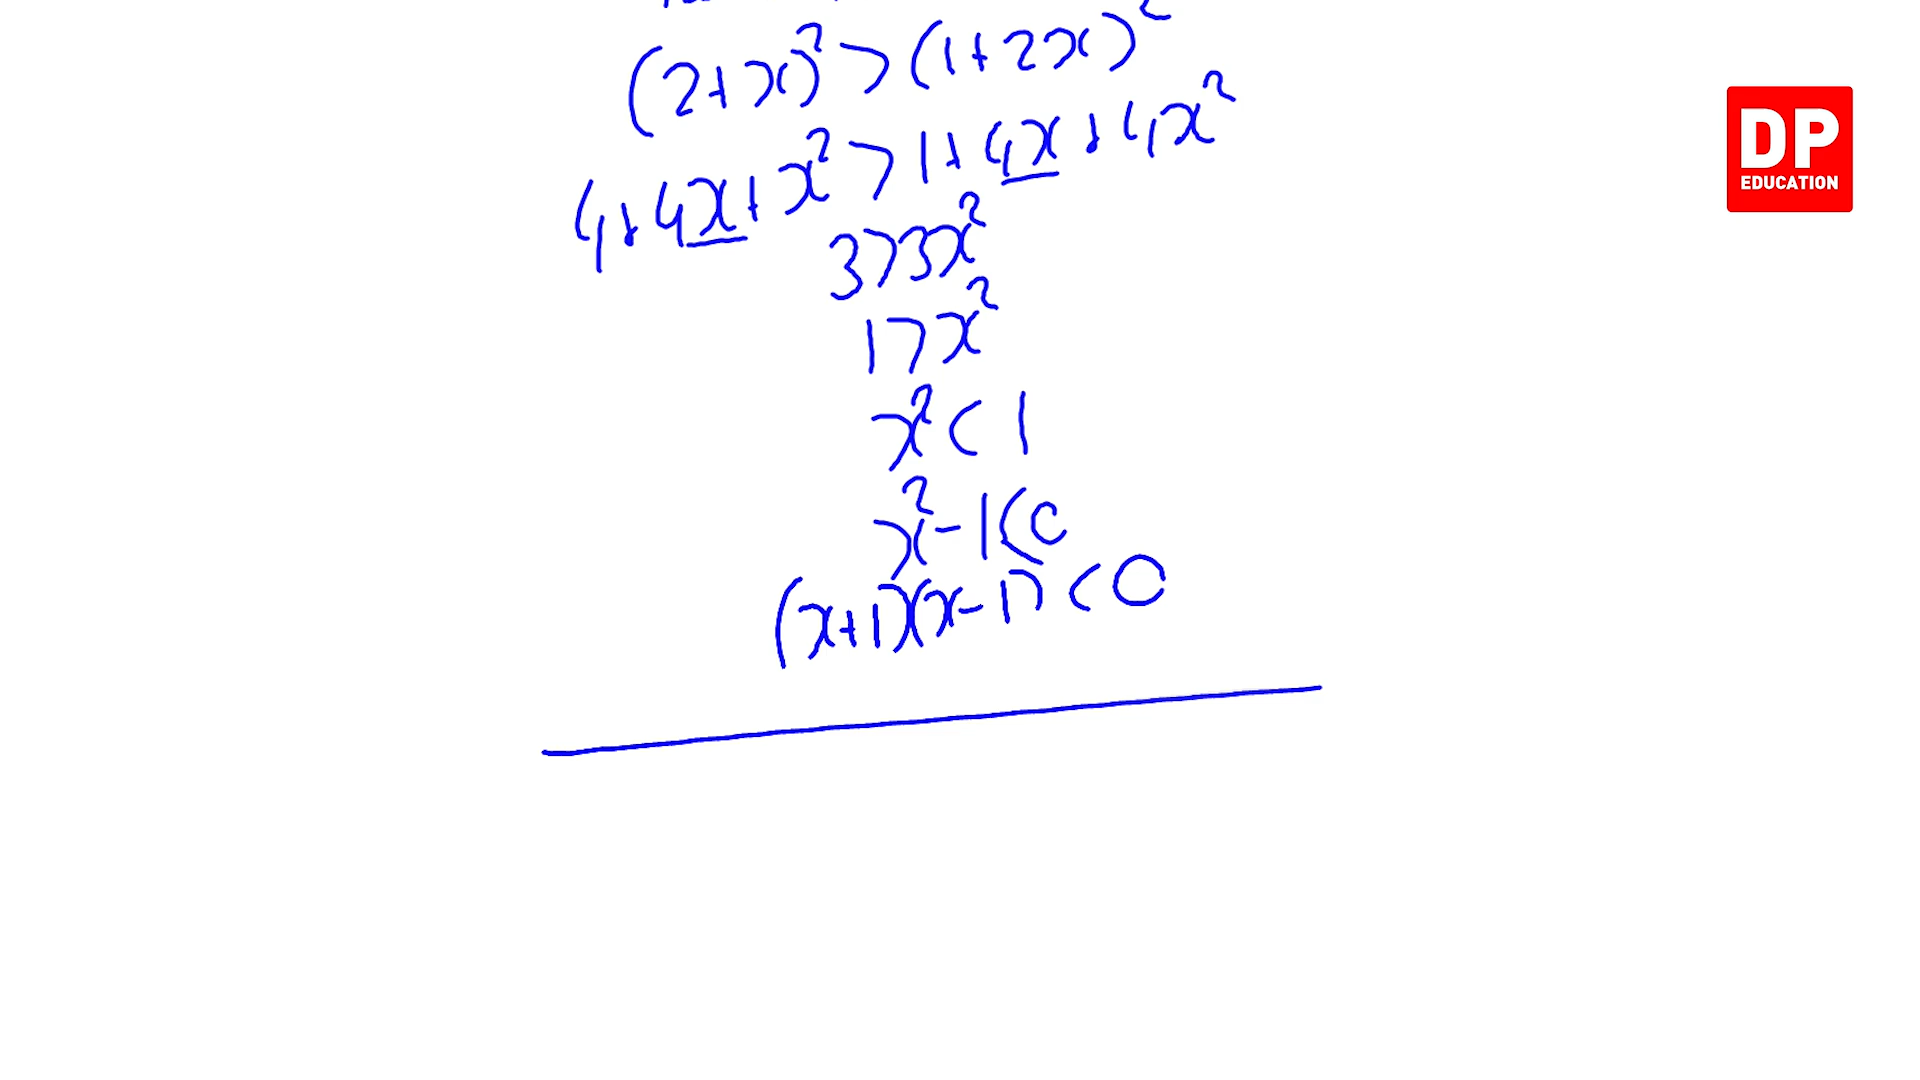 (2+x)² > (1+2x)²
4+4x+x² > 1+4x+4x²
3>3x²
1>x²
x² < 1
x²-1<0
(x+1)(x-1) < 0
DP
EDUCATION